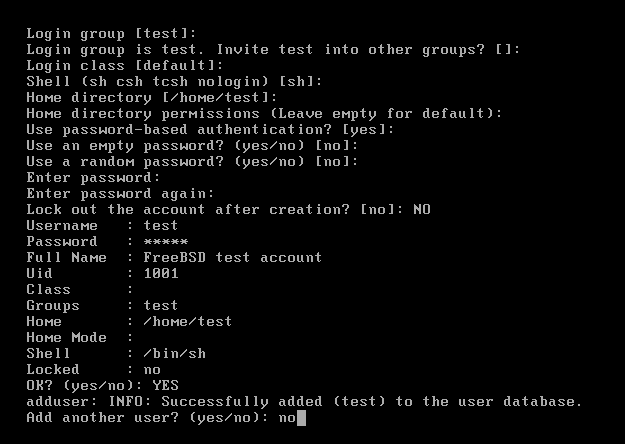 Login group [test]:
Login group is test. Invite test into other groups? []:
Login class [default]:
Shell (sh csh tcsh nologin) [sh]:
Home directory [/home/test]:
Home directory permissions (Leave empty for default):
Use password-based authentication? [yes]:
Use an empty password? (yes/no) [no]:
Use a random password? (yes/no) [no]:
Enter password:
Enter password again:
Lock out the account after creation? [no]: NO
Username   : test
Password   : *****
Full Name  : FreeBSD test account
Uid        : 1001
Class      :
Groups     : test
Home       : /home/test
Home Mode  :
Shell      : /bin/sh
Locked     : no
OK? (yes/no): YES
adduser: INFO: Successfully added (test) to the user database.
Add another user? (yes/no): no